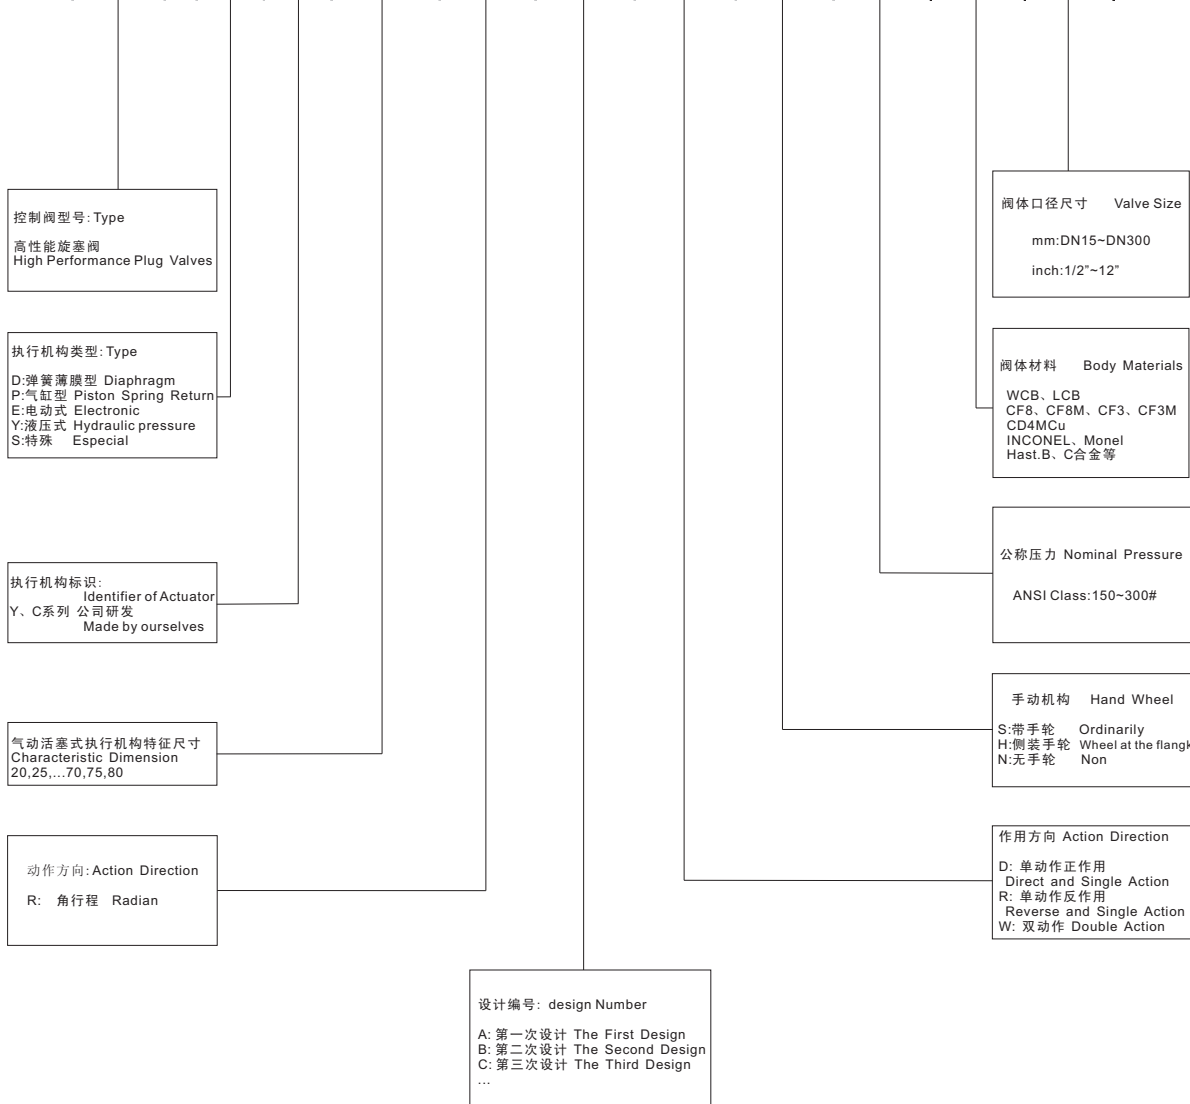 控制阀型号: Type
高性能旋塞阀
High Performance Plug Valves
执行机构类型: Type
D:弹簧薄膜型 Diaphragm
P:气缸型 Piston Spring Return
E:电动式 Electronic
Y:液压式 Hydraulic pressure
S:特殊 Especial
执行机构标识:
Identifier of Actuator
Y、C系列 公司研发
Made by ourselves
气动活塞式执行机构特征尺寸
Characteristic Dimension
20,25,...70,75,80
动作方向: Action Direction
R: 角行程 Radian
设计编号: design Number
A: 第一次设计 The First Design
B: 第二次设计 The Second Design
C: 第三次设计 The Third Design
...
阀体口径尺寸 Valve Size
mm:DN15~DN300
inch:1/2”~12”
阀体材料 Body Materials
WCB、LCB
CF8、CF8M、CF3、CF3M
CD4MCu
INCONEL、Monel
Hast.B、C合金等
公称压力 Nominal Pressure
ANSI Class:150~300#
手动机构 Hand Wheel
S:带手轮 Ordinarily
H:侧装手轮 Wheel at the flangk
N:无手轮 Non
作用方向 Action Direction
D: 单动作正作用
Direct and Single Action
R: 单动作反作用
Reverse and Single Action
W: 双动作 Double Action